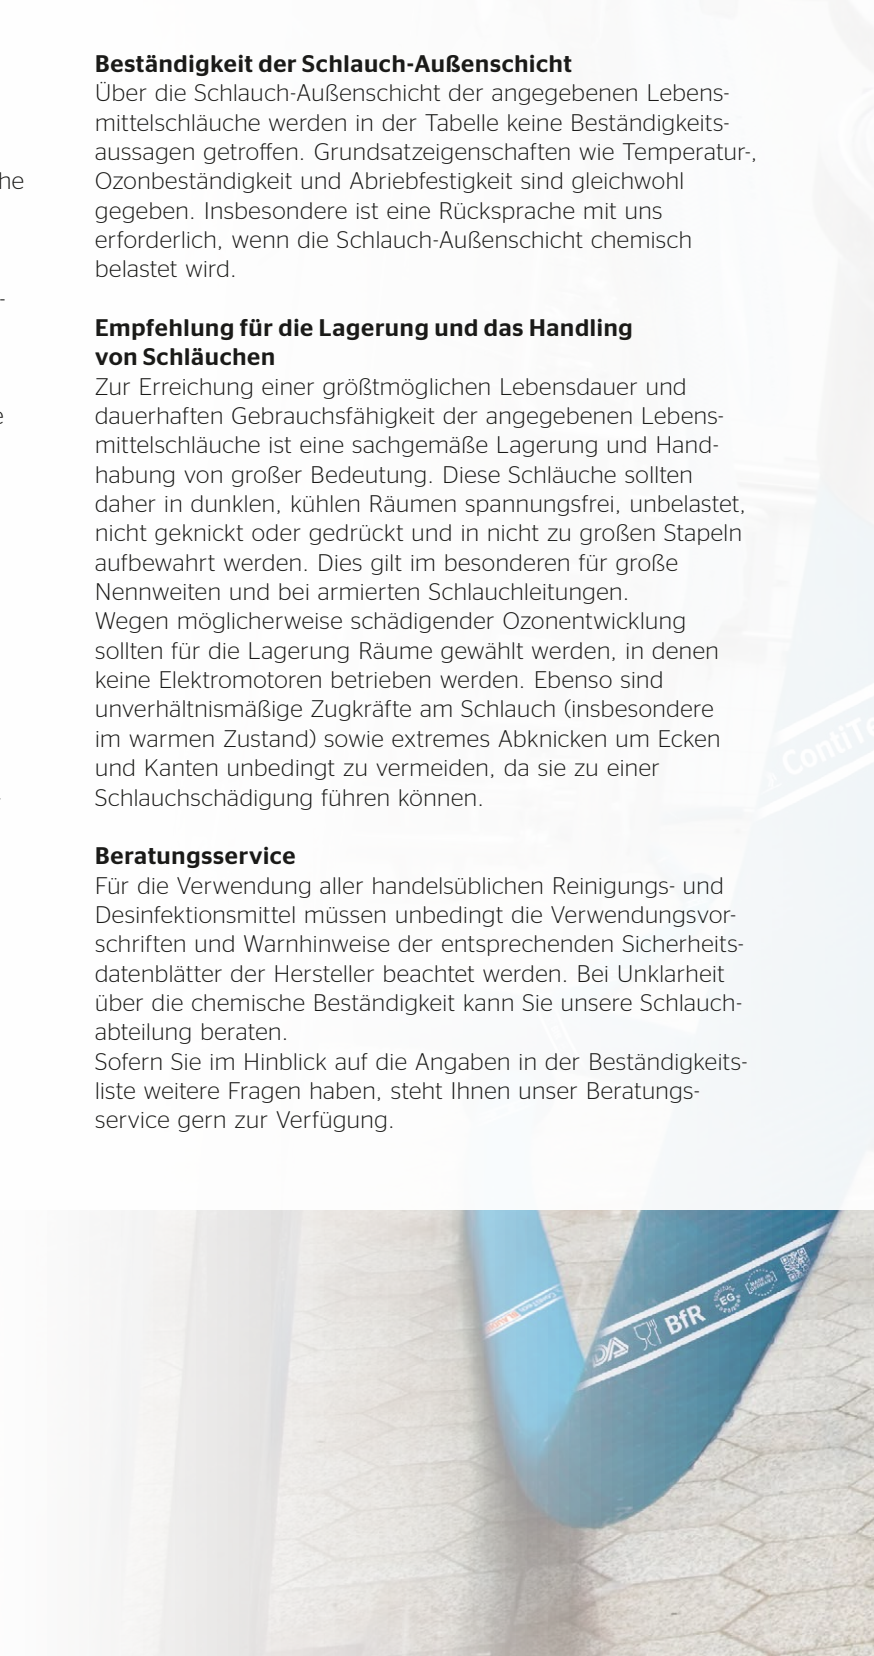 Beständigkeit der Schlauch-Außenschicht
Über die Schlauch-Außenschicht der angegebenen Lebens-
mittelschläuche werden in der Tabelle keine Beständigkeits-
aussagen getroffen. Grundsatzeigenschaften wie Temperatur-,
Ozonbeständigkeit und Abriebfestigkeit sind gleichwohl
gegeben. Insbesondere ist eine Rücksprache mit uns
erforderlich, wenn die Schlauch-Außenschicht chemisch
belastet wird.
Empfehlung für die Lagerung und das Handling
von Schläuchen
Zur Erreichung einer größtmöglichen Lebensdauer und
dauerhaften Gebrauchsfähigkeit der angegebenen Lebens-
mittelschläuche ist eine sachgemäße Lagerung und Hand-
habung von großer Bedeutung. Diese Schläuche sollten
daher in dunklen, kühlen Räumen spannungsfrei, unbelastet,
nicht geknickt oder gedrückt und in nicht zu großen Stapeln
aufbewahrt werden. Dies gilt im besonderen für große
Nennweiten und bei armierten Schlauchleitungen.
Wegen möglicherweise schädigender Ozonentwicklung
sollten für die Lagerung Räume gewählt werden, in denen
keine Elektromotoren betrieben werden. Ebenso sind
unverhältnismäßige Zugkräfte am Schlauch (insbesondere
im warmen Zustand) sowie extremes Abknicken um Ecken
und Kanten unbedingt zu vermeiden, da sie zu einer
Schlauchschädigung führen können.
Beratungsservice
Für die Verwendung aller handelsüblichen Reinigungs- und
Desinfektionsmittel müssen unbedingt die Verwendungsvor-
schriften und Warnhinweise der entsprechenden Sicherheits-
datenblätter der Hersteller beachtet werden. Bei Unklarheit
über die chemische Beständigkeit kann Sie unsere Schlauch-
abteilung beraten.
Sofern Sie im Hinblick auf die Angaben in der Beständigkeits-
liste weitere Fragen haben, steht Ihnen unser Beratungs-
service gern zur Verfügung.
ContiTe
DA BfR EG